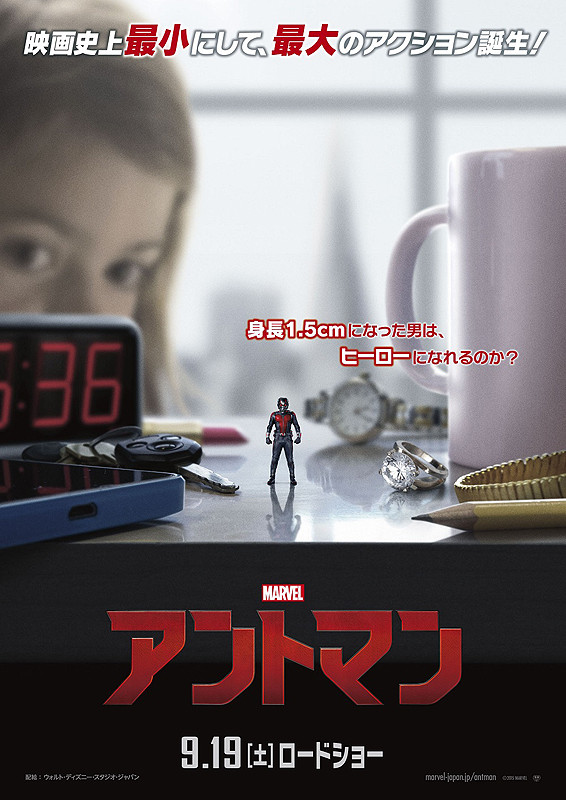 映画史上最小にして、最大のアクション誕生!
:36
身長1.5cmになった男は、
ヒーローになれるのか?
MARVEL
アントマン
9.19[土]ロードショー
配給:ウォルト・ディズニー・スタジオ・ジャパン
marvel-japan.jp/antman
©2015 MARVEL